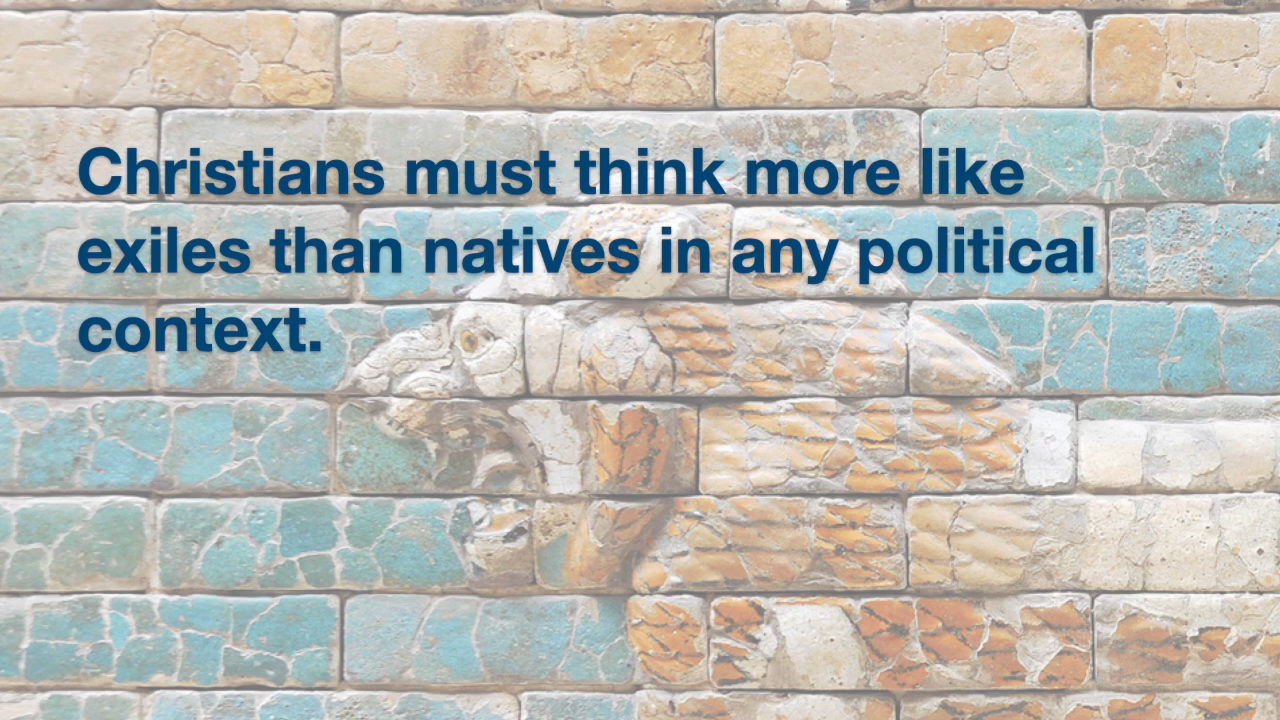 Christians must think more like
exiles than natives in any political
context.